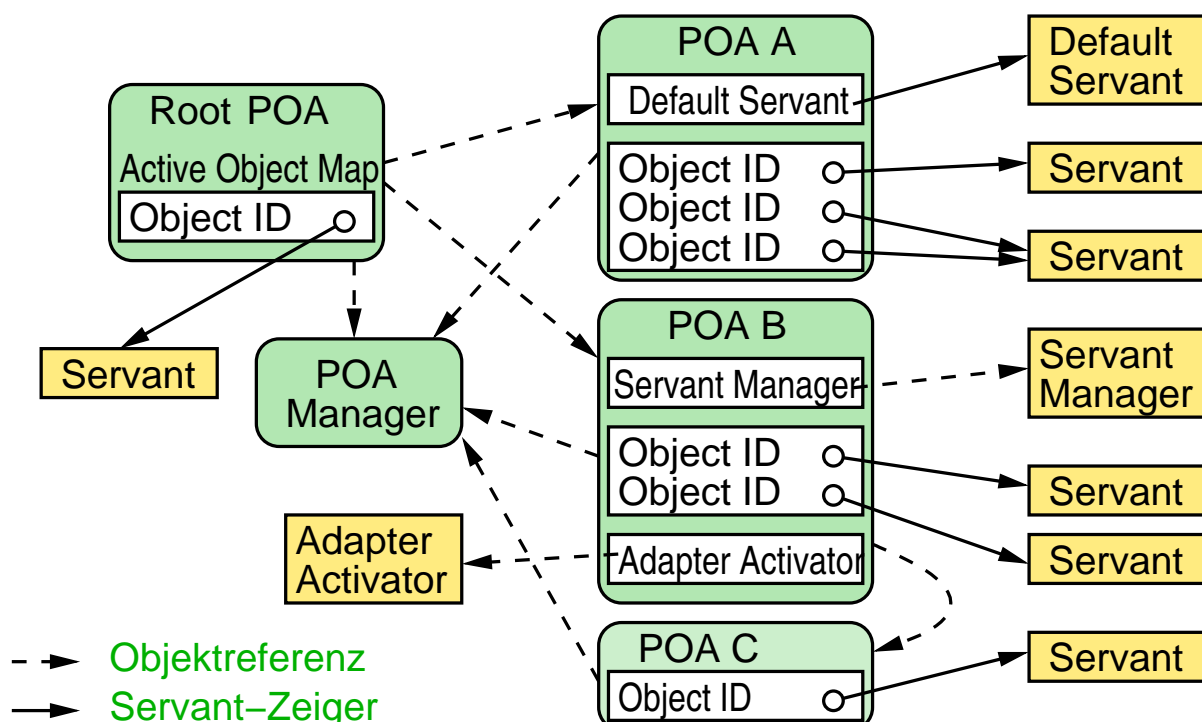 Root POA
Active Object Map
Object ID
Servant
POA
Manager
Adapter
Activator
POA A
Default Servant
Object ID
Object ID
Object ID
Default
Servant
Servant
Servant
POA B
Servant Manager
Object ID
Object ID
Adapter Activator
Servant
Manager
Servant
Servant
POA C
Object ID
Servant
Objektreferenz
Servant–Zeiger